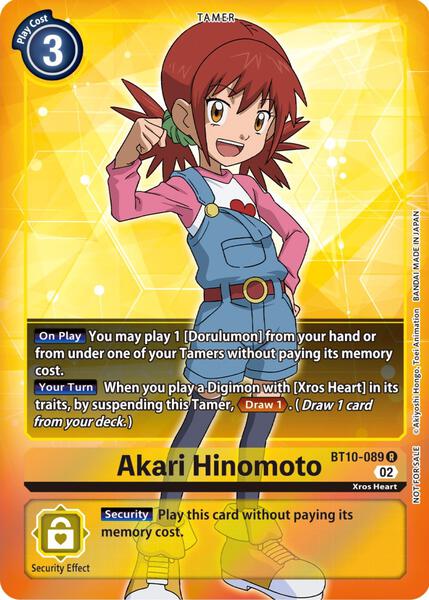 TAMER
Play Cost
3
On Play You may play 1 [Dorulumon] from your hand or
from under one of your Tamers without paying its memory
cost.
Your Turn When you play a Digimon with [Xros Heart] in its
traits, by suspending this Tamer, Draw 1. (Draw 1 card
from your deck.)
Akari Hinomoto
BT10-089 R
02
Xros Heart
Security Play this card without paying its
memory cost.
Security Effect
NOT FOR SALE
©Akiyoshi Hongo, Toei Animation BANDAI MADE IN JAPAN